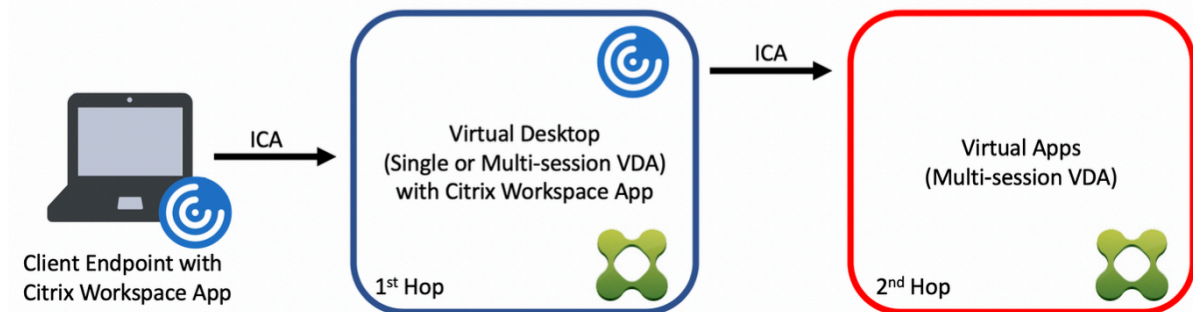 ICA
Client Endpoint with
Citrix Workspace App
Virtual Desktop
(Single or Multi-session VDA)
with Citrix Workspace App
1st Hop
ICA
Virtual Apps
(Multi-session VDA)
2nd Hop